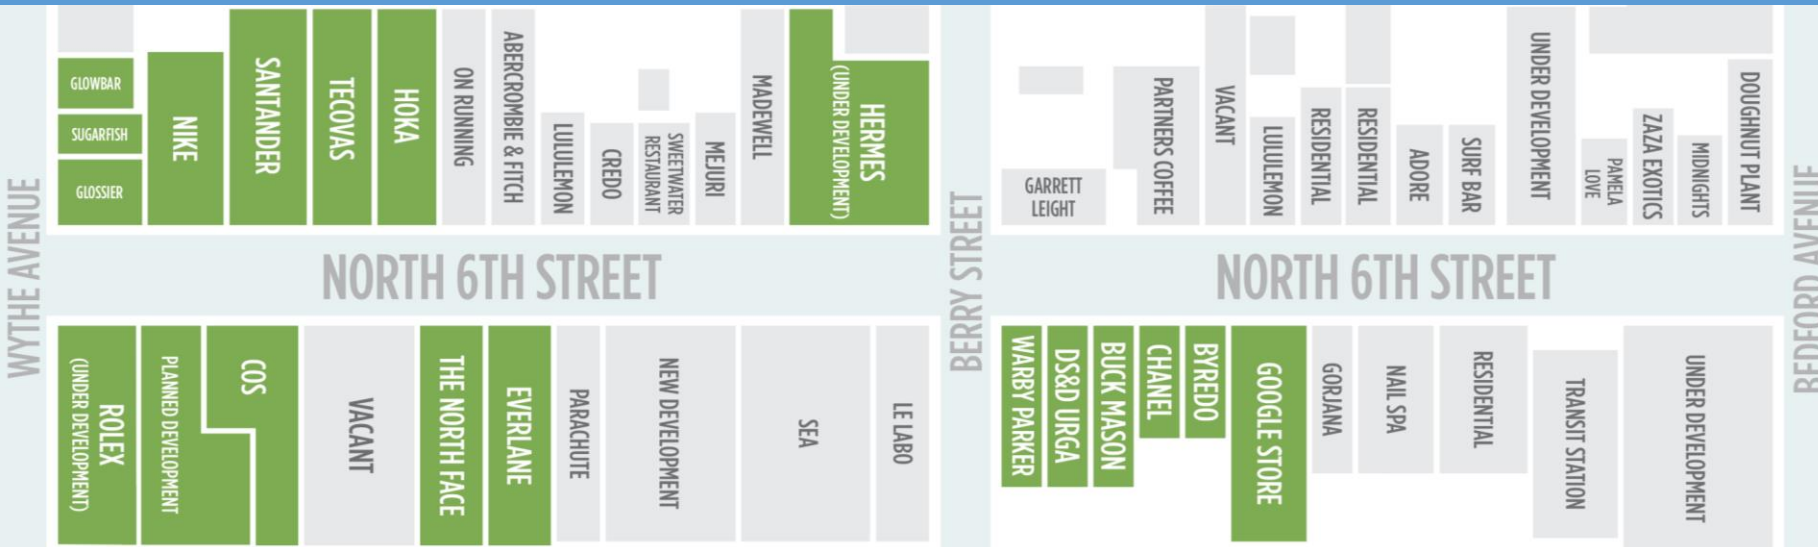 WYTHE AVENUE
GLOWBAR
SUGARFISH
GLOSSIER
NIKE
SANTANDER
TECOVAS
HOKA
ON RUNNING
ABERCROMBIE & FITCH
LULULEMON
CREDO
SWEETWATER
RESTAURANT
MEJURI
MADEWELL
HERMES
(UNDER DEVELOPMENT)
BERRY STREET
GARRETT
LEIGHT
PARTNERS COFFEE
VACANT
LULULEMON
RESIDENTIAL
RESIDENTIAL
ADORE
SURF BAR
UNDER DEVELOPMENT
PAMELA
LOVE
ZAZA EXOTICS
MIDNIGHTS
DOUGHNUT PLANT
BEDFORD AVENUE
NORTH 6TH STREET
NORTH 6TH STREET
ROLEX
(UNDER DEVELOPMENT)
PLANNED DEVELOPMENT
COS
VACANT
THE NORTH FACE
EVERLANE
PARACHUTE
NEW DEVELOPMENT
SEA
LE LABO
WARBY PARKER
DS&D URGA
BUCK MASON
CHANEL
BYREDO
GOOGLE STORE
GORJANA
NAIL SPA
RESIDENTIAL
TRANSIT STATION
UNDER DEVELOPMENT